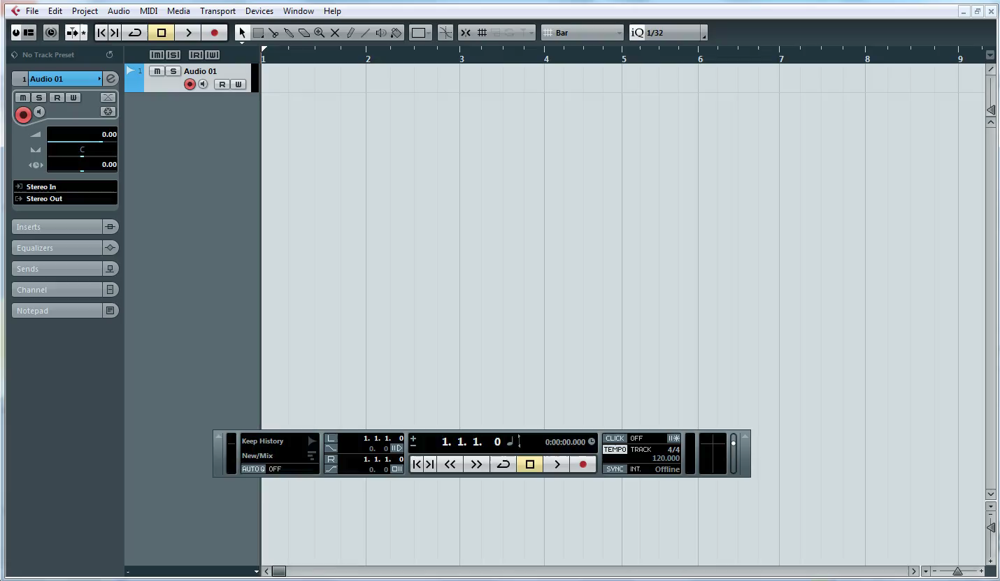 File Edit Project Audio MIDI Media Transport Devices Window Help
Bar iQ 1/32
No Track Preset
M S R W
1 2 3 4 5 6 7 8 9
1 Audio 01 e
M S R W
0.00
C
0.00
Stereo In
Stereo Out
Inserts
Equalizers
Sends
Channel
Notepad
1 M S Audio 01
R W
Keep History
New/Mix
AUTO Q OFF
L 1. 1. 1. 0
0. 0
R 1. 1. 1. 0
0. 0
1. 1. 1. 0 0:00:00.000
CLICK OFF
TEMPO TRACK 4/4
120.000
SYNC INT. Offline